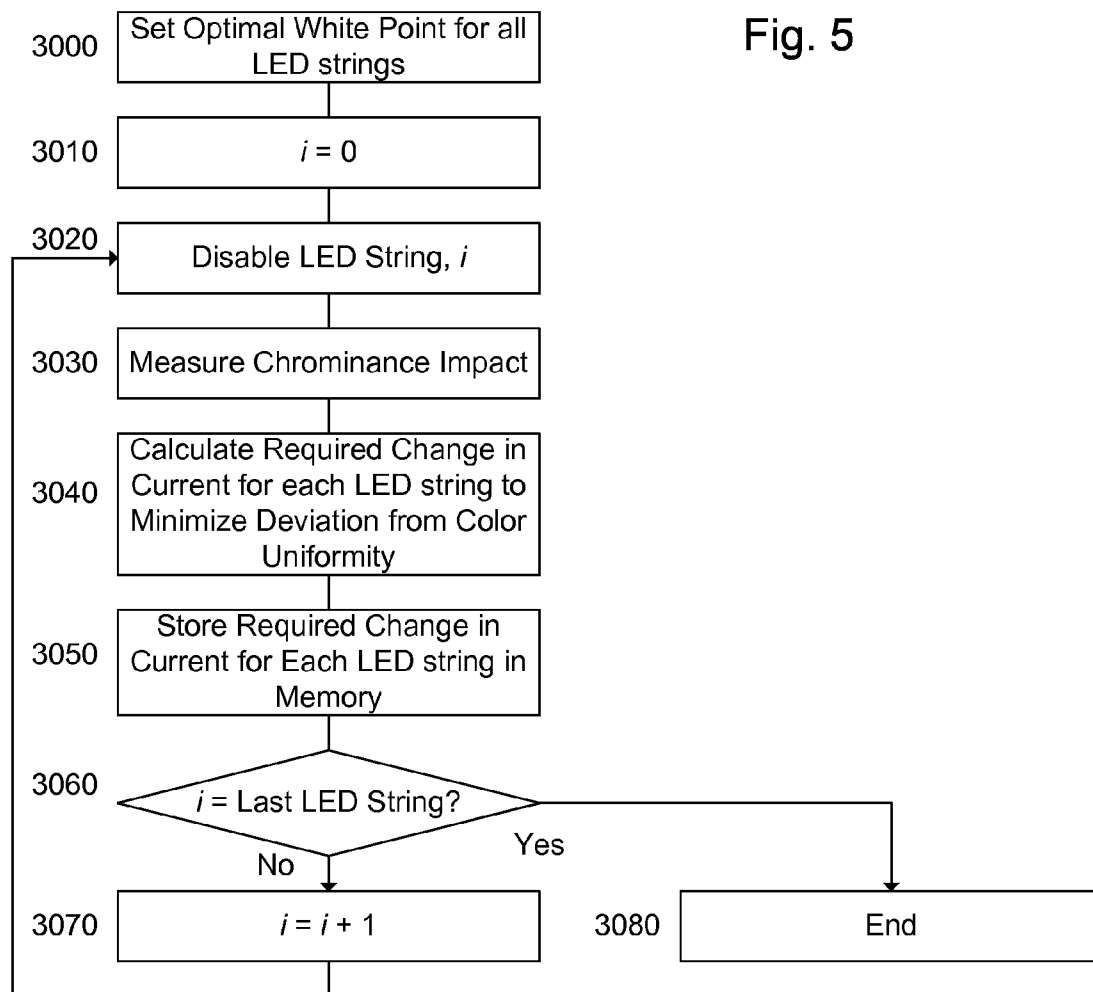 Fig. 5
3000
Set Optimal White Point for all
LED strings
3010
i = 0
3020
Disable LED String, i
3030
Measure Chrominance Impact
3040
Calculate Required Change in
Current for each LED string to
Minimize Deviation from Color
Uniformity
3050
Store Required Change in
Current for Each LED string in
Memory
3060
i = Last LED String?
No
Yes
3070
i = i + 1
3080
End